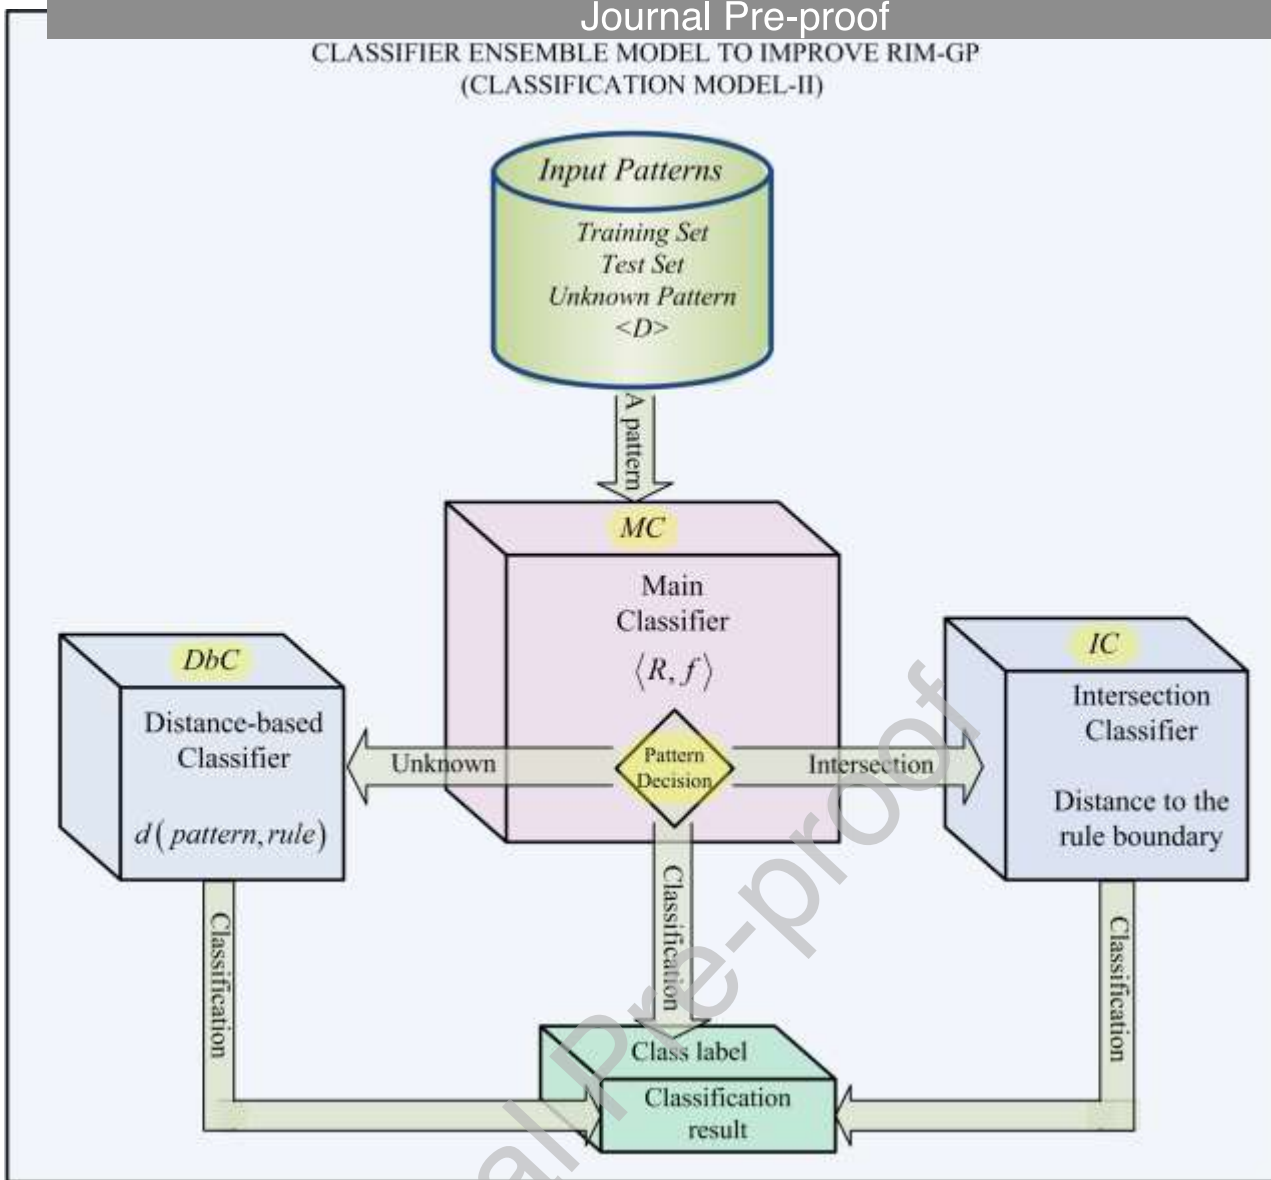 Journal Pre-proof
CLASSIFIER ENSEMBLE MODEL TO IMPROVE RIM-GP
(CLASSIFICATION MODEL-II)
Input Patterns
Training Set
Test Set
Unknown Pattern
<D>
A pattern
MC
Main
Classifier
⟨R, f⟩
DbC
Distance-based
Classifier
d(pattern, rule)
Unknown
Pattern
Decision
Intersection
IC
Intersection
Classifier
Distance to the
rule boundary
Classification
Classification
Classification
Class label
Classification
result
al Pre-proof